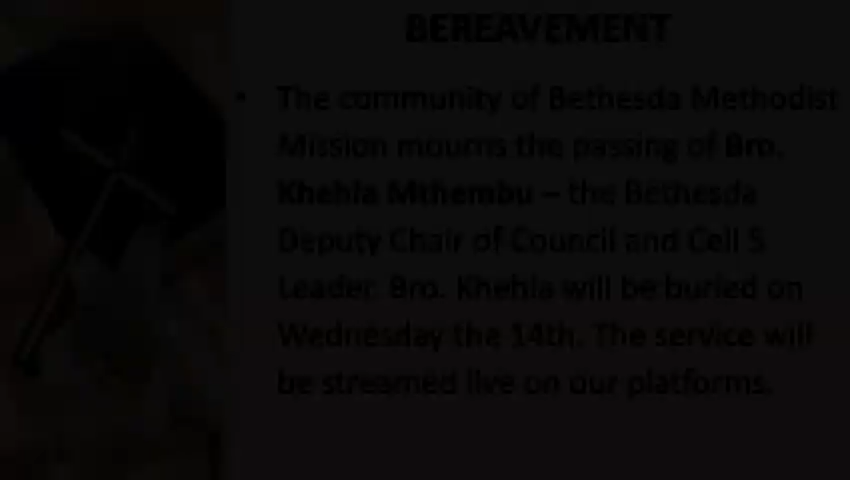 BEREAVEMENT
• The community of Bethesda Methodist
Mission mourns the passing of Bro.
Khehla Mthembu – the Bethesda
Deputy Chair of Council and Cell 5
Leader. Bro. Khehla will be buried on
Wednesday the 14th. The service will
be streamed live on our platforms.